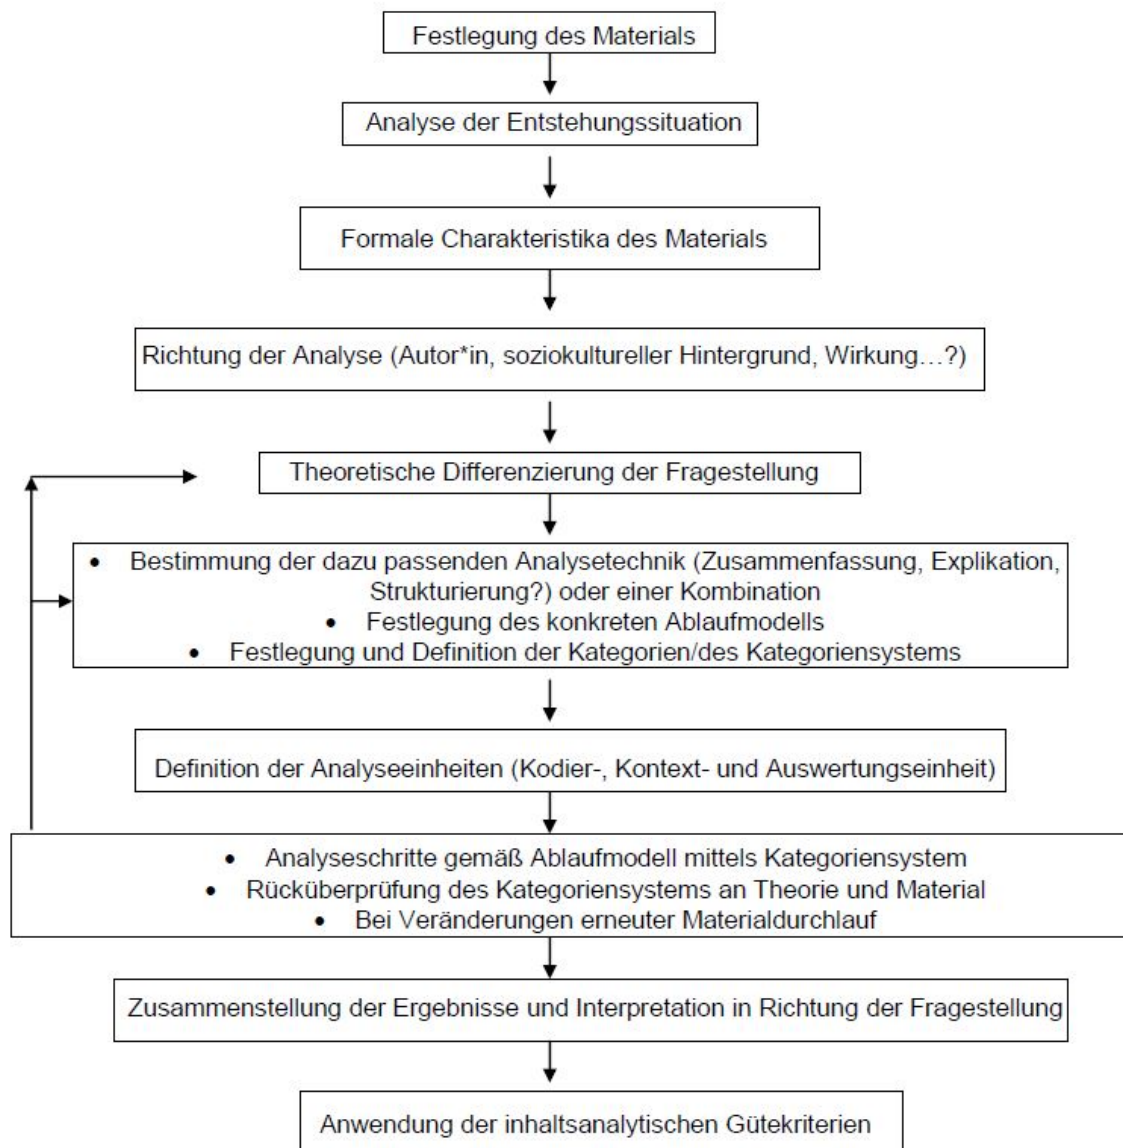 Festlegung des Materials
Analyse der Entstehungssituation
Formale Charakteristika des Materials
Richtung der Analyse (Autor*in, soziokultureller Hintergrund, Wirkung…?)
Theoretische Differenzierung der Fragestellung
• Bestimmung der dazu passenden Analysetechnik (Zusammenfassung, Explikation,
Strukturierung?) oder einer Kombination
• Festlegung des konkreten Ablaufmodells
• Festlegung und Definition der Kategorien/des Kategoriensystems
Definition der Analyseeinheiten (Kodier-, Kontext- und Auswertungseinheit)
• Analyseschritte gemäß Ablaufmodell mittels Kategoriensystem
• Rücküberprüfung des Kategoriensystems an Theorie und Material
• Bei Veränderungen erneuter Materialdurchlauf
Zusammenstellung der Ergebnisse und Interpretation in Richtung der Fragestellung
Anwendung der inhaltsanalytischen Gütekriterien